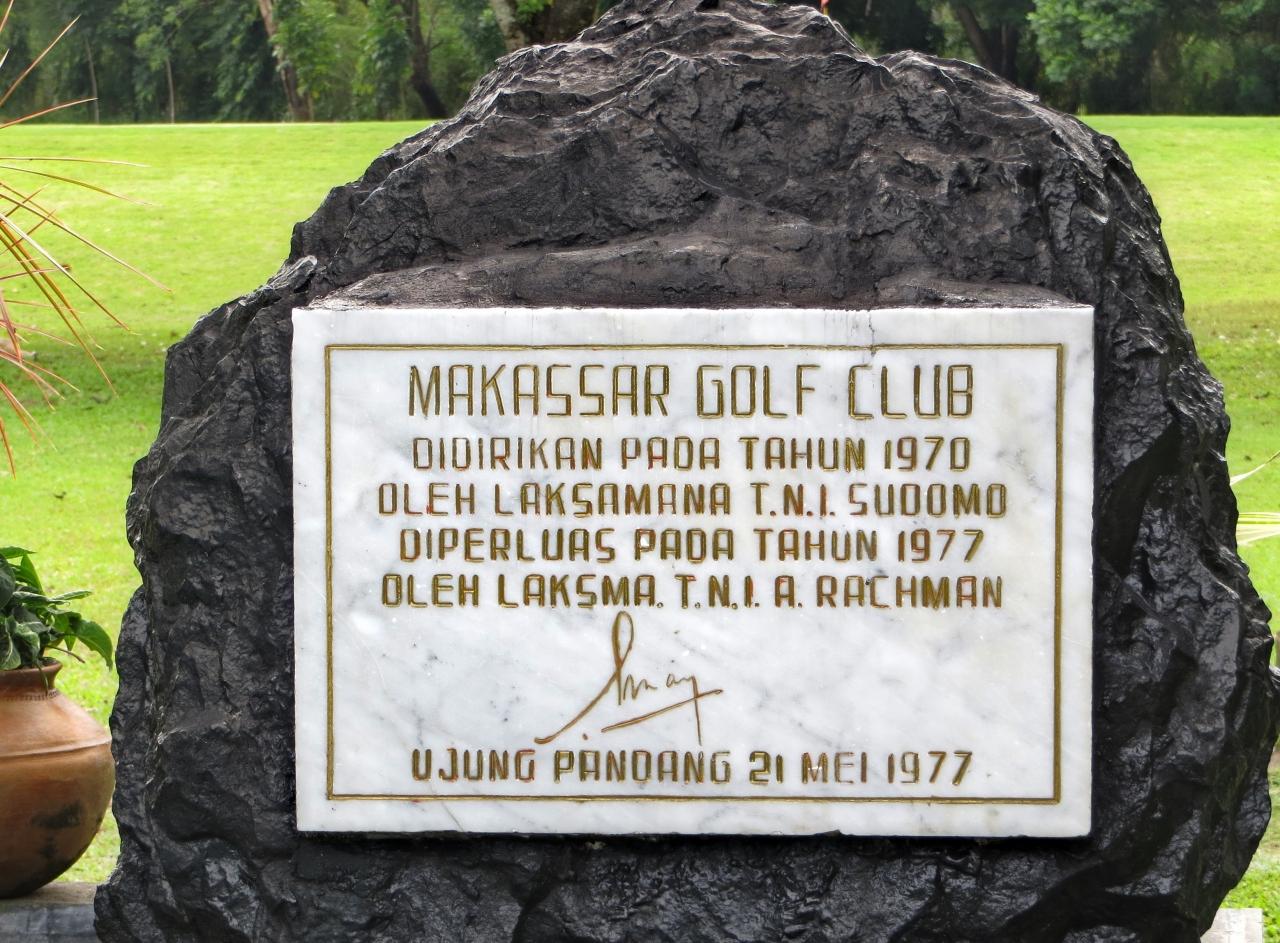 MAKASSAR GOLF CLUB
DIDIRIKAN PADA TAHUN 1970
OLEH LAKSAMANA T.N.I. SUDOMO
DIPERLUAS PADA TAHUN 1977
OLEH LAKSMA. T.N.I. A. RACHMAN
UJUNG PANDANG 21 MEI 1977